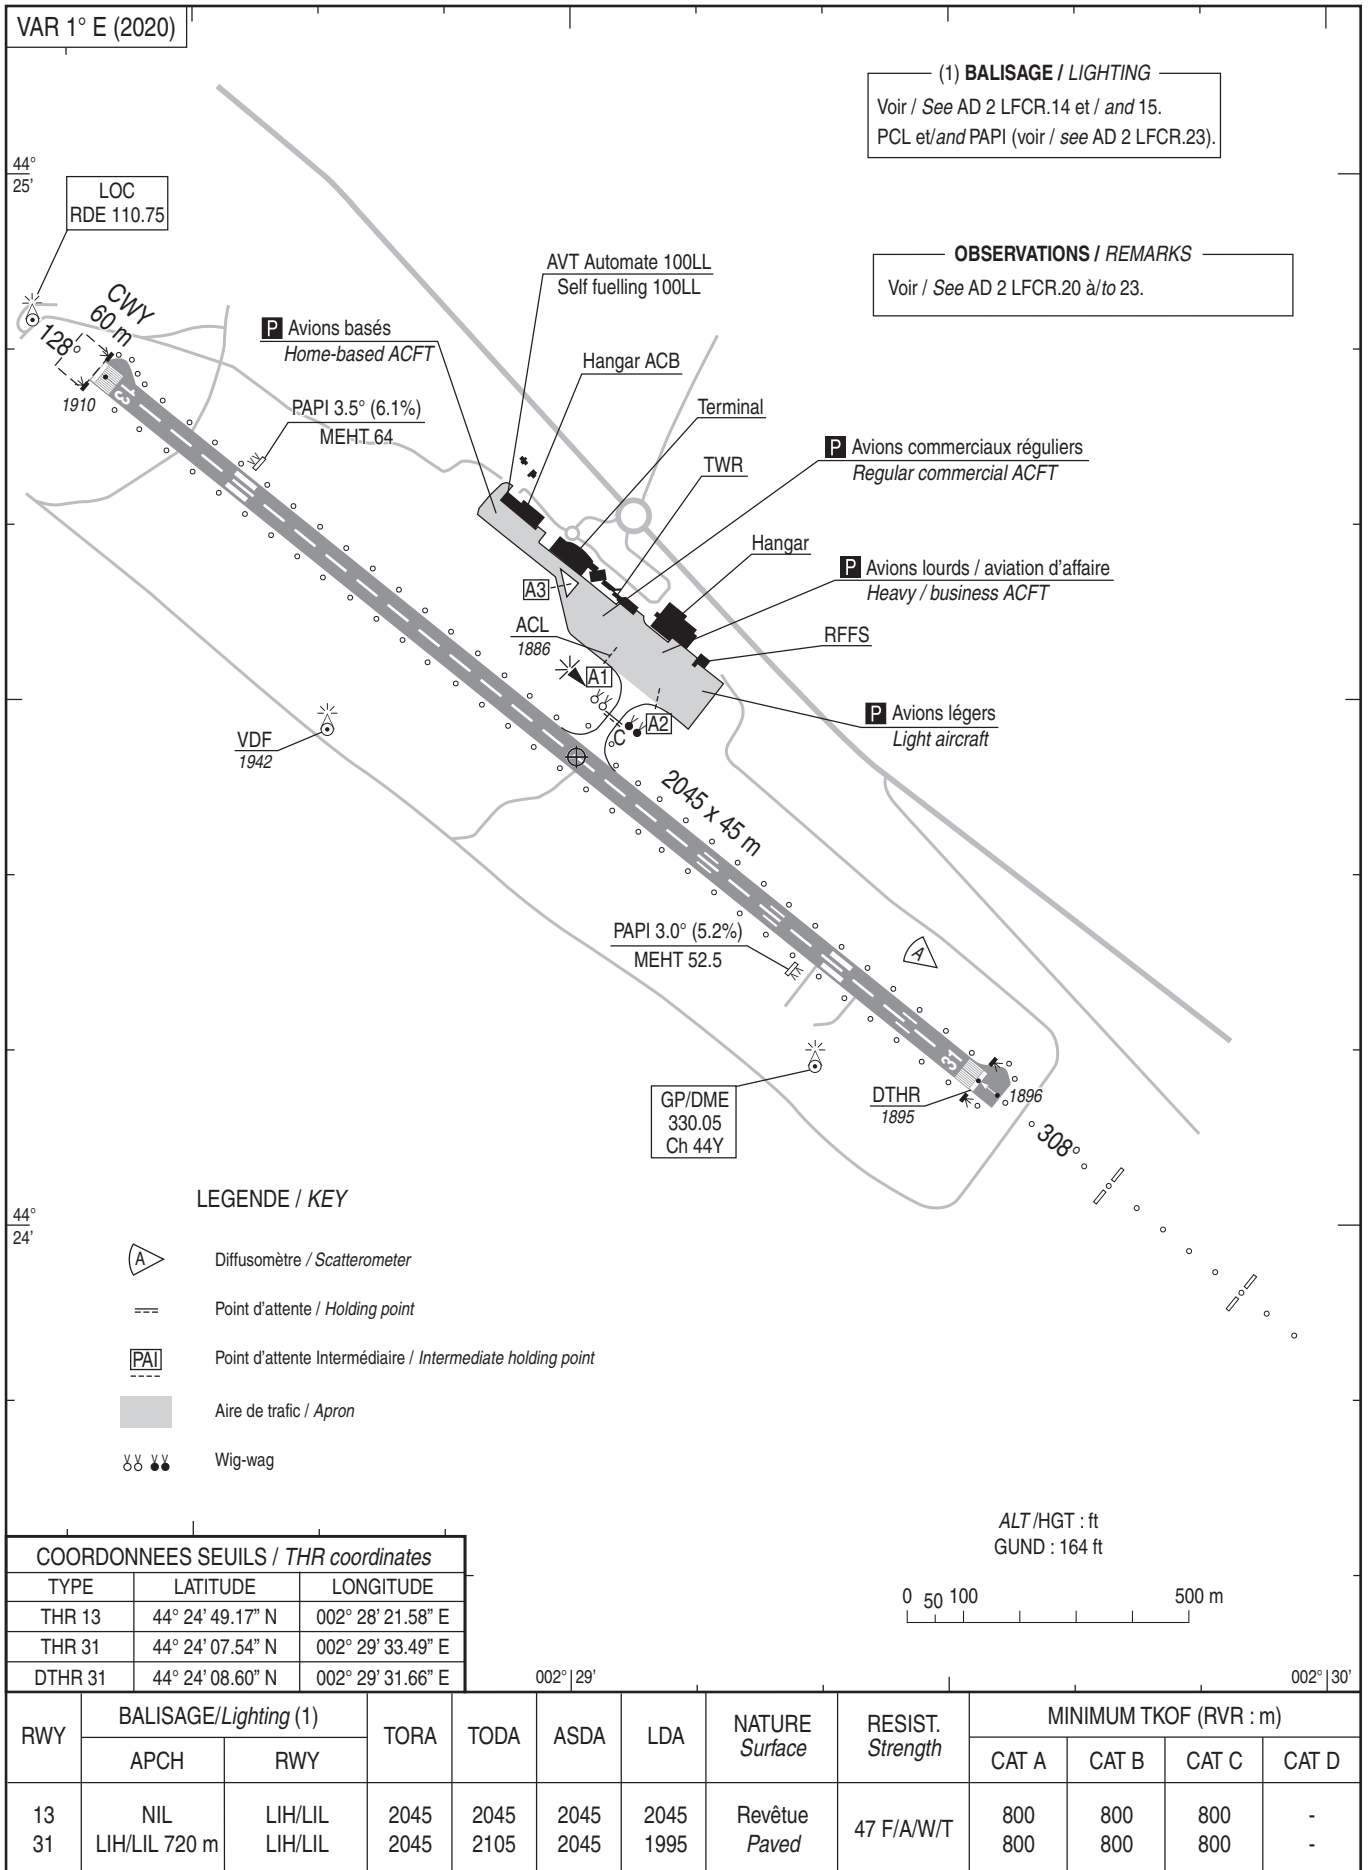 VAR 1° E (2020)
(1) BALISAGE / LIGHTING
Voir / See AD 2 LFCR.14 et / and 15.
PCL et/and PAPI (voir / see AD 2 LFCR.23).
44°
25’
LOC
RDE 110.75
OBSERVATIONS / REMARKS
Voir / See AD 2 LFCR.20 à/to 23.
AVT Automate 100LL
Self fuelling 100LL
CWY
60 m
128°
P Avions basés
Home-based ACFT
Hangar ACB
13
1910
PAPI 3.5° (6.1%)
MEHT 64
Terminal
P Avions commerciaux réguliers
Regular commercial ACFT
TWR
Hangar
P Avions lourds / aviation d’affaire
Heavy / business ACFT
A3
ACL
1886
RFFS
A1
P Avions légers
Light aircraft
A2
C
VDF
1942
2045 x 45 m
PAPI 3.0° (5.2%)
MEHT 52.5
A
31
GP/DME
330.05
Ch 44Y
DTHR
1895
1896
308°
LEGENDE / KEY
44°
24’
A Diffusomètre / Scatterometer
Point d’attente / Holding point
PAI Point d’attente Intermédiaire / Intermediate holding point
Aire de trafic / Apron
Wig-wag
ALT /HGT : ft
GUND : 164 ft
0 50 100 500 m
COORDONNEES SEUILS / THR coordinates
TYPE LATITUDE LONGITUDE
THR 13 44° 24’ 49.17” N 002° 28’ 21.58” E
THR 31 44° 24’ 07.54” N 002° 29’ 33.49” E
DTHR 31 44° 24’ 08.60” N 002° 29’ 31.66” E
002° 29’
002° 30’
RWY BALISAGE/Lighting (1) TORA TODA ASDA LDA NATURE Surface RESIST. Strength MINIMUM TKOF (RVR : m)
APCH RWY CAT A CAT B CAT C CAT D
13 NIL LIH/LIL 2045 2045 2045 2045 Revêtue 47 F/A/W/T 800 800 800 -
31 LIH/LIL 720 m LIH/LIL 2045 2105 2045 1995 Paved 800 800 800 -